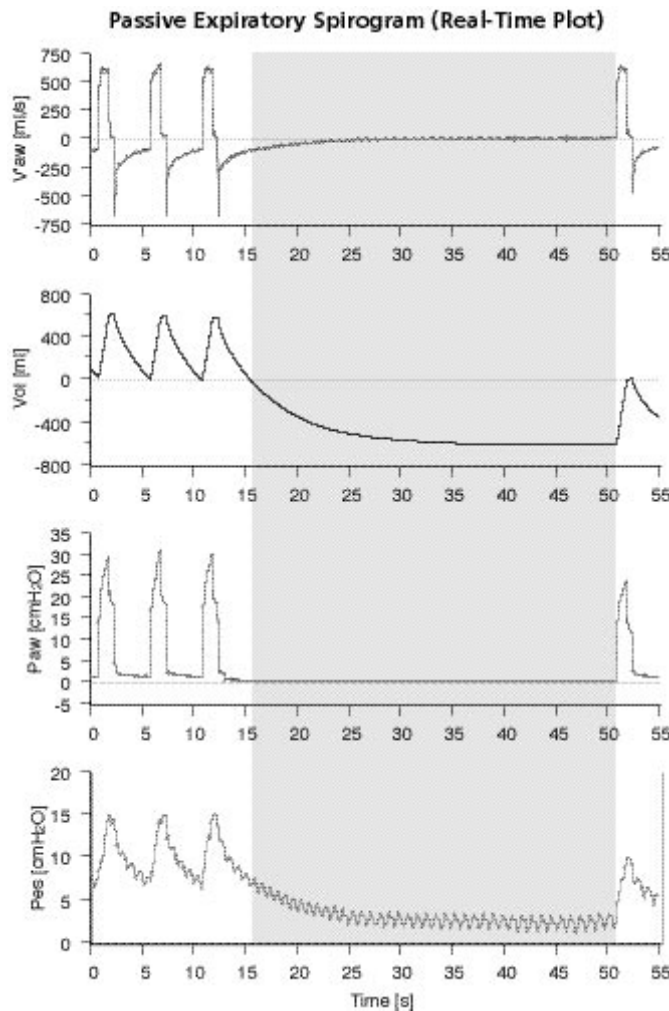 Passive Expiratory Spirogram (Real-Time Plot)
V'aw [ml/s]
750
500
250
0
-250
-500
750
0 5 10 15 20 25 30 35 40 45 50 55
Vol [ml]
800
400
0
-400
-800
0 5 10 15 20 25 30 35 40 45 50 55
Paw [cmH₂O]
35
30
25
20
15
10
5
0
-5
0 5 10 15 20 25 30 35 40 45 50 55
Pes [cmH₂O]
20
15
10
5
0
0 5 10 15 20 25 30 35 40 45 50 55
Time [s]